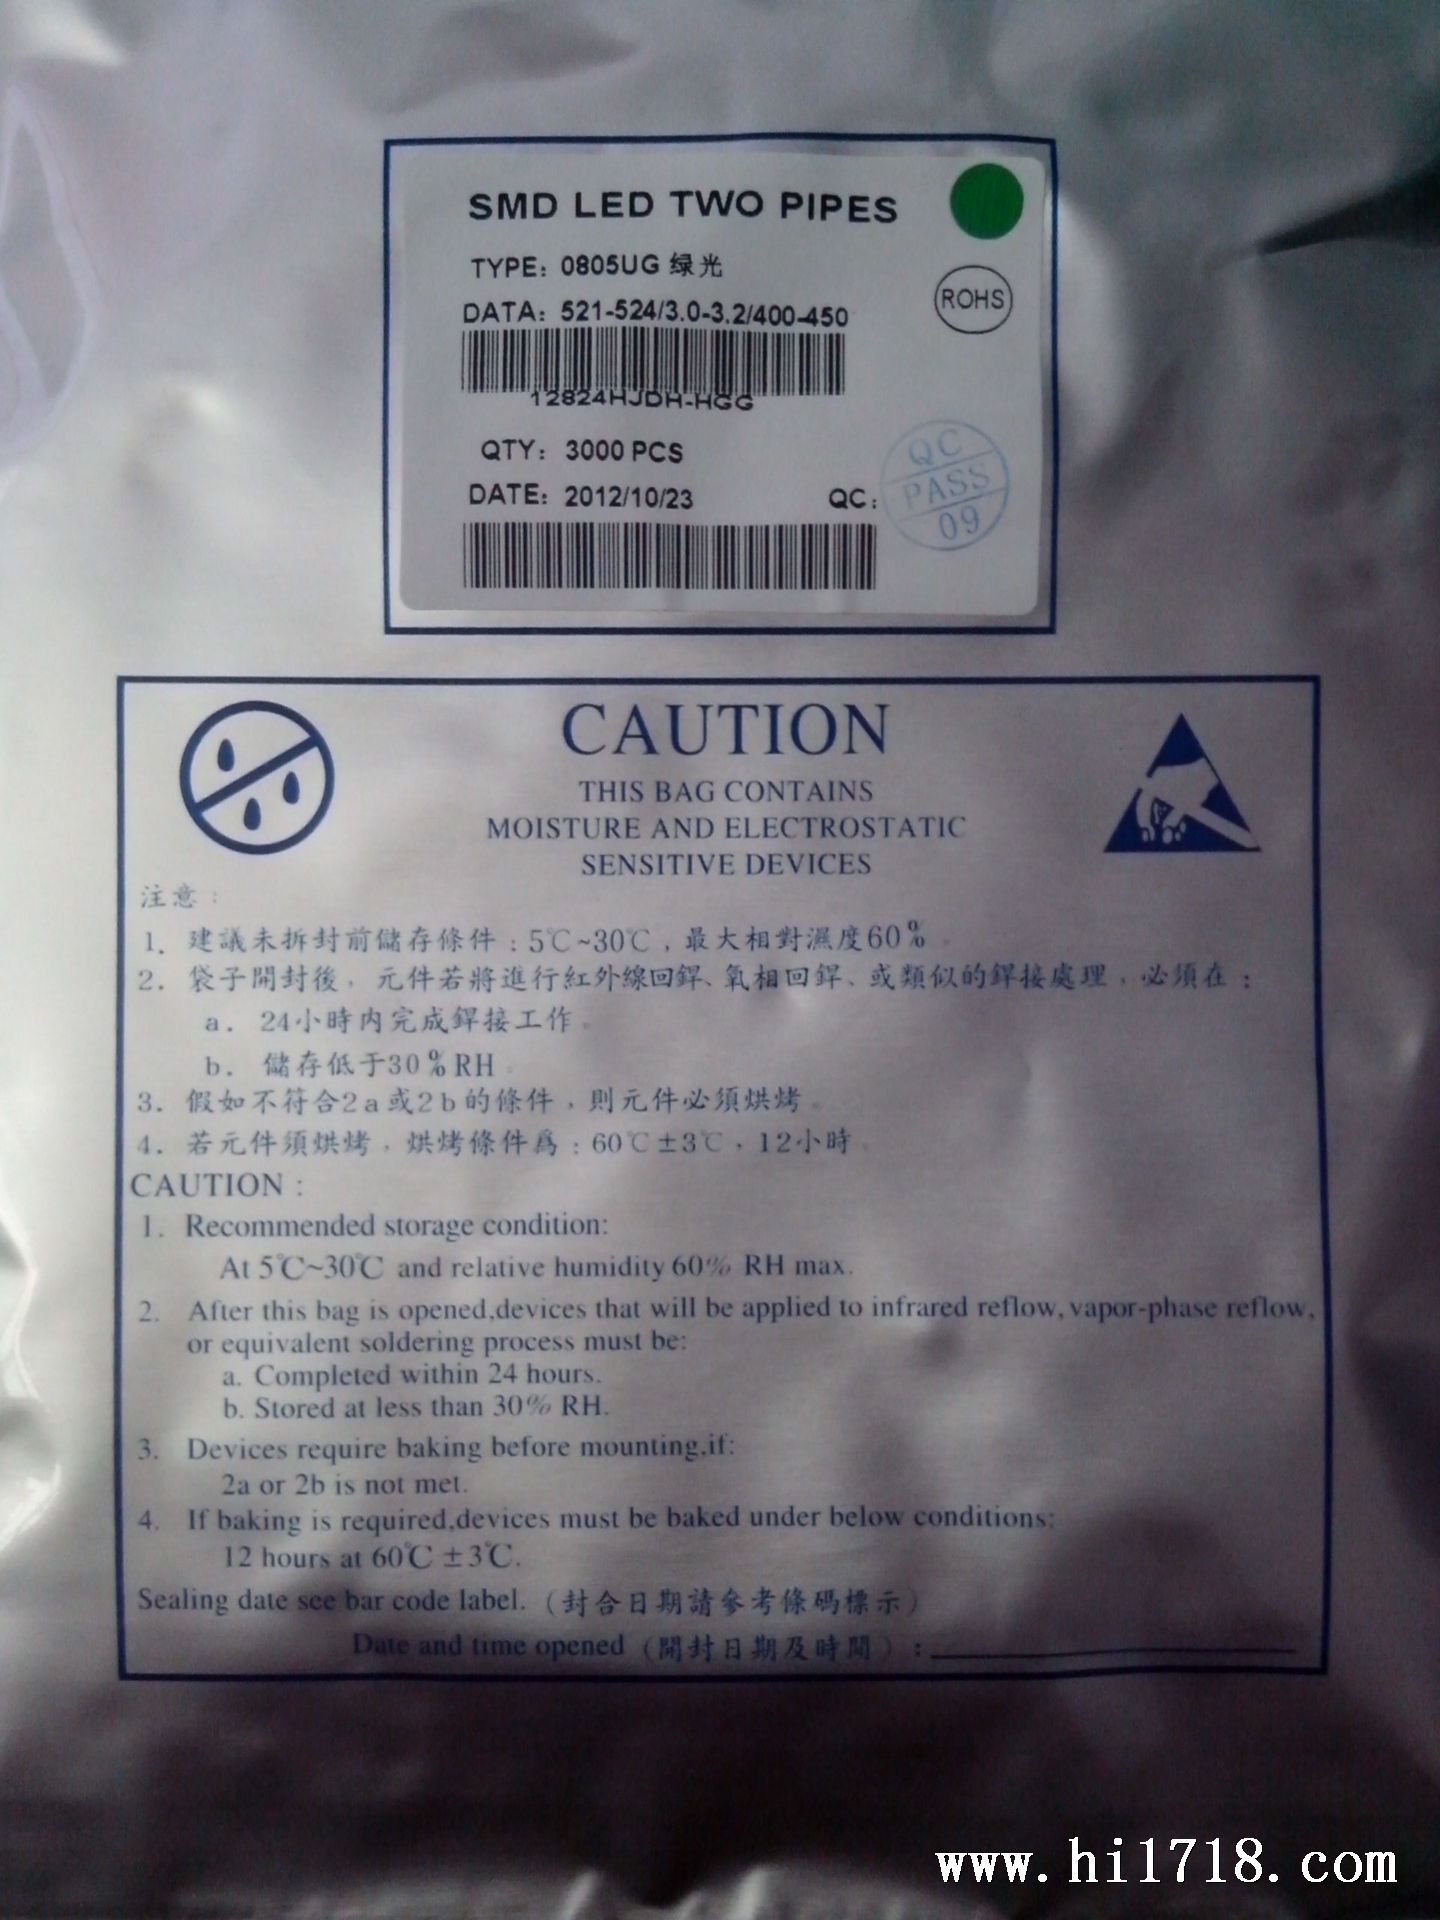 SMD LED TWO PIPES
TYPE: 0805UG 绿光
ROHS
DATA: 521-524/3.0-3.2/400-450
12824HJDH-HGG
QTY: 3000 PCS
DATE: 2012/10/23 QC:
QC
PASS
09
CAUTION
THIS BAG CONTAINS
MOISTURE AND ELECTROSTATIC
SENSITIVE DEVICES
注意:
1. 建議未拆封前儲存條件:5℃~30℃,最大相對濕度60%。
2. 袋子開封後,元件若將進行紅外線回銲、氧相回銲、或類似的銲接處理,必須在:
a. 24小時内完成銲接工作。
b. 儲存低于30%RH。
3. 假如不符合2a或2b的條件,則元件必須烘烤。
4. 若元件須烘烤,烘烤條件爲:60℃±3℃,12小時。
CAUTION :
1. Recommended storage condition:
At 5℃~30℃ and relative humidity 60% RH max.
2. After this bag is opened,devices that will be applied to infrared reflow,vapor-phase reflow,
or equivalent soldering process must be:
a. Completed within 24 hours.
b. Stored at less than 30% RH.
3. Devices require baking before mounting,if:
2a or 2b is not met.
4. If baking is required,devices must be baked under below conditions:
12 hours at 60℃ ±3℃.
Sealing date see bar code label.(封合日期請參考條碼標示)
Date and time opened(開封日期及時間):
www.hi1718.com